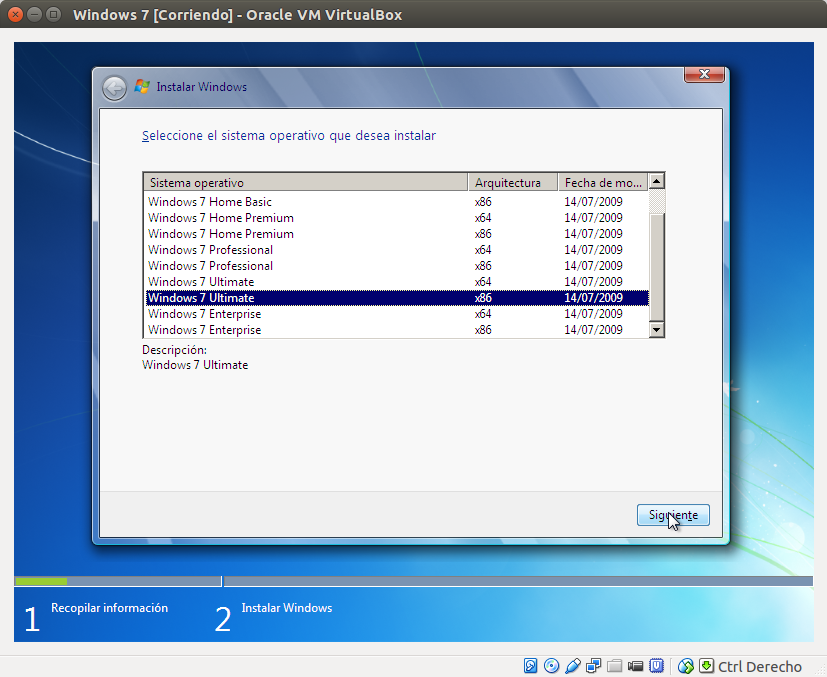 Windows 7 [Corriendo] - Oracle VM VirtualBox
Instalar Windows
Seleccione el sistema operativo que desea instalar
Sistema operativo Arquitectura Fecha de mo...
Windows 7 Home Basic x86 14/07/2009
Windows 7 Home Premium x64 14/07/2009
Windows 7 Home Premium x86 14/07/2009
Windows 7 Professional x64 14/07/2009
Windows 7 Professional x86 14/07/2009
Windows 7 Ultimate x64 14/07/2009
Windows 7 Ultimate x86 14/07/2009
Windows 7 Enterprise x64 14/07/2009
Windows 7 Enterprise x86 14/07/2009
Descripción:
Windows 7 Ultimate
Siguiente
1 Recopilar información 2 Instalar Windows
Ctrl Derecho